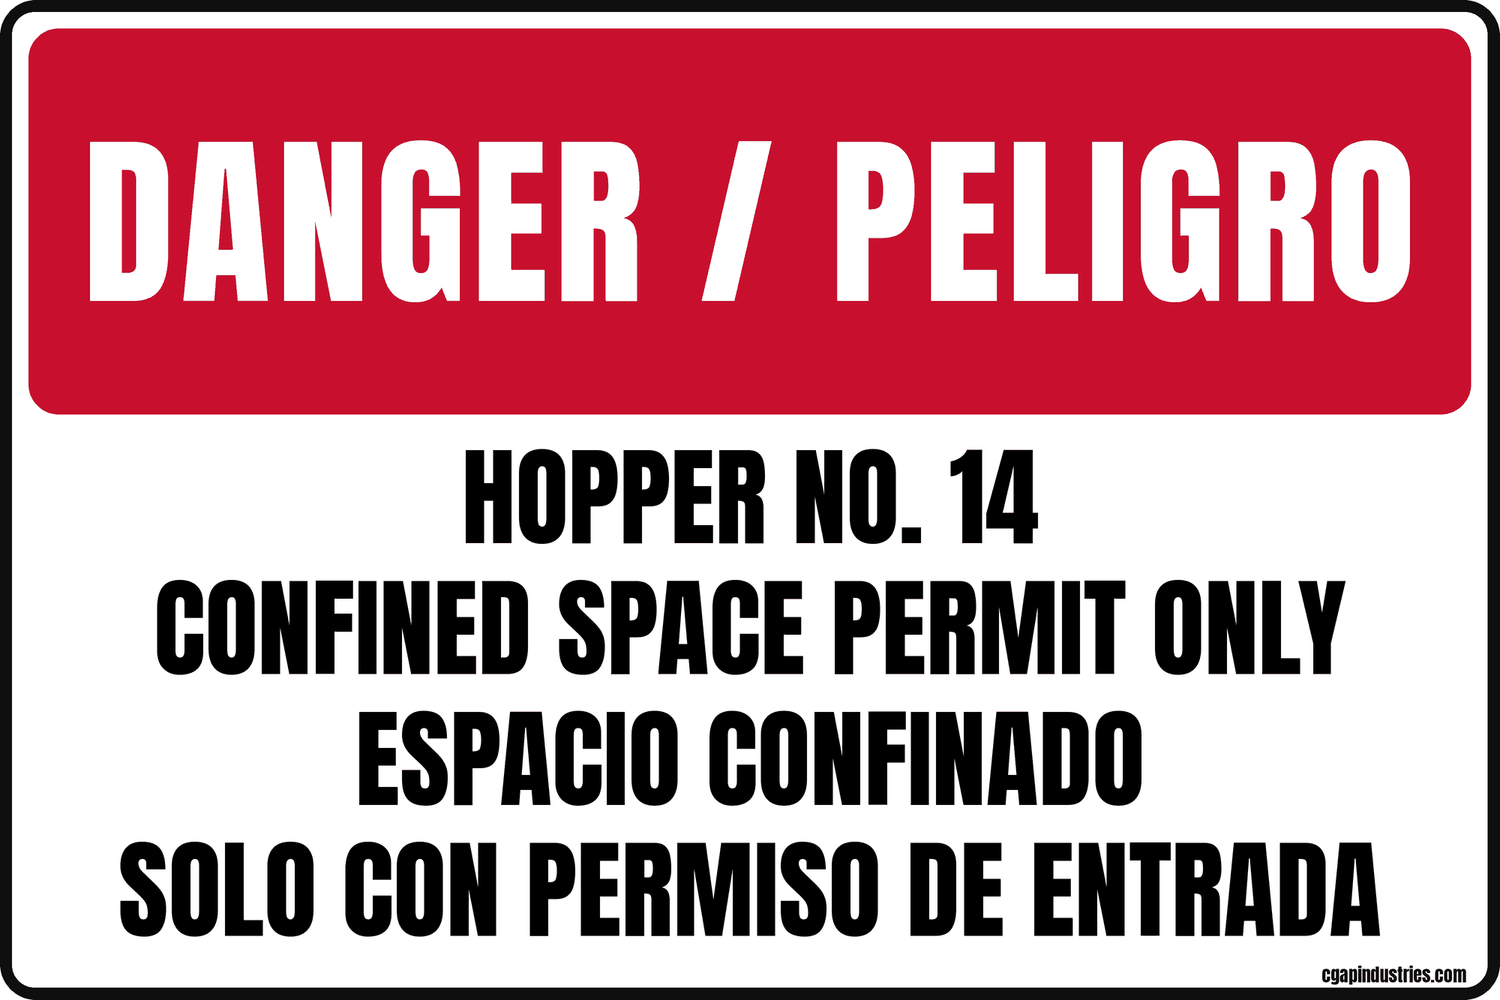 DANGER / PELIGRO
HOPPER NO. 14
CONFINED SPACE PERMIT ONLY
ESPACIO CONFINADO
SOLO CON PERMISO DE ENTRADA
cgapindustries.com